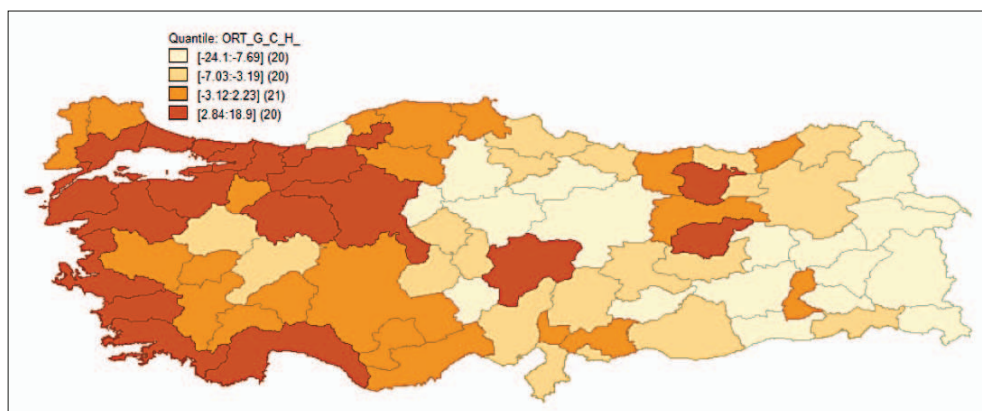 Quantile: ORT_G_C_H_
[-24.1:-7.69] (20)
[-7.03:-3.19] (20)
[-3.12:2.23] (21)
[2.84:18.9] (20)